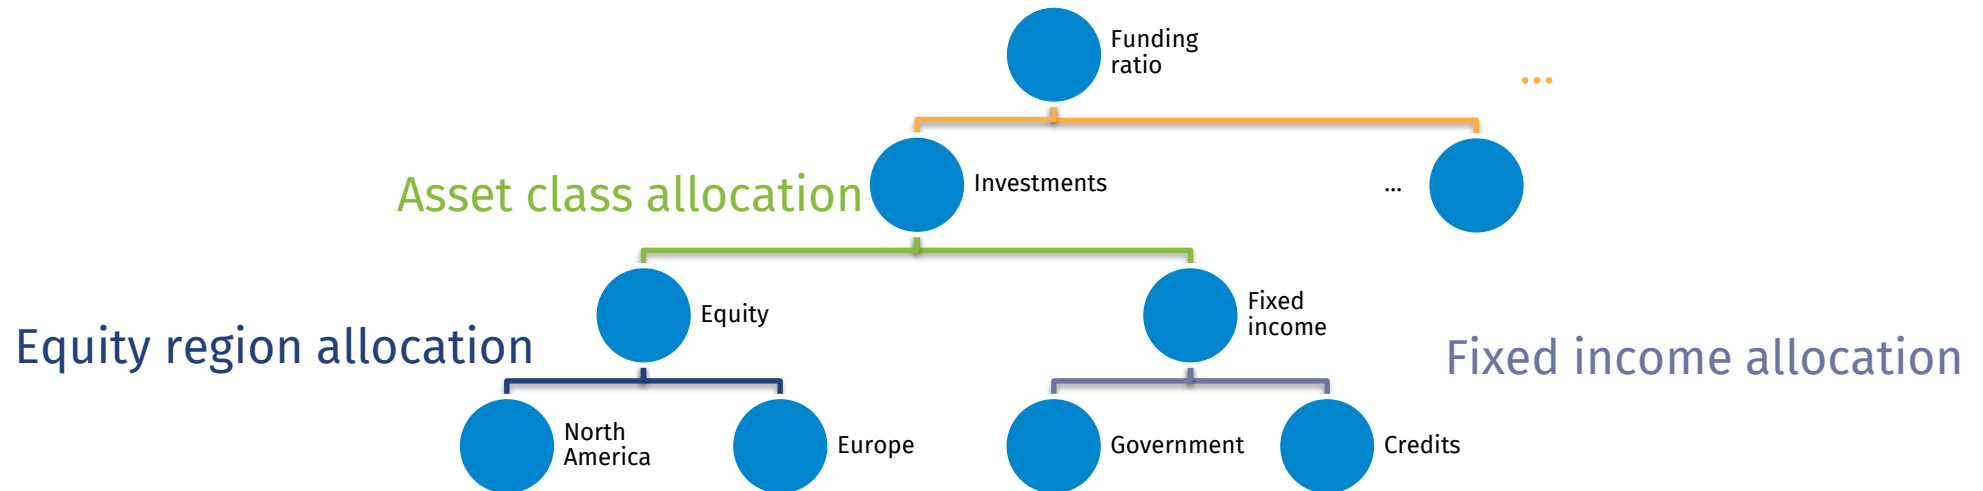 Funding
ratio
...
Asset class allocation
Investments
...
Equity region allocation
Equity
Fixed
income
Fixed income allocation
North
America
Europe
Government
Credits